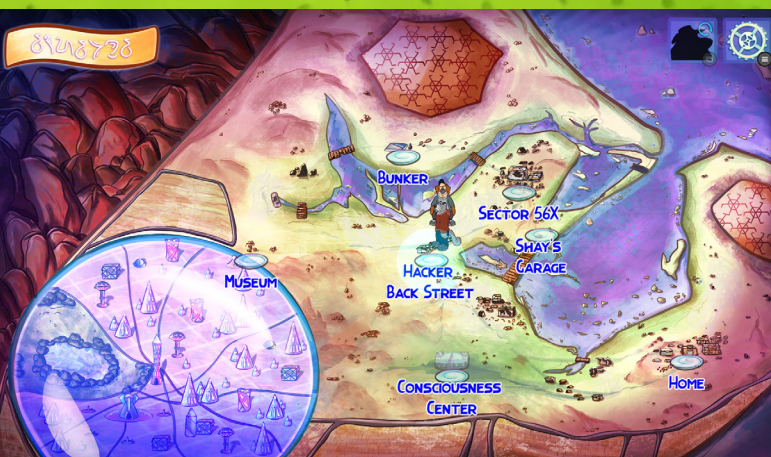 Bunker
Sector 56X
Shay's
Garage
Hacker
Back Street
Museum
Consciousness
Center
Home